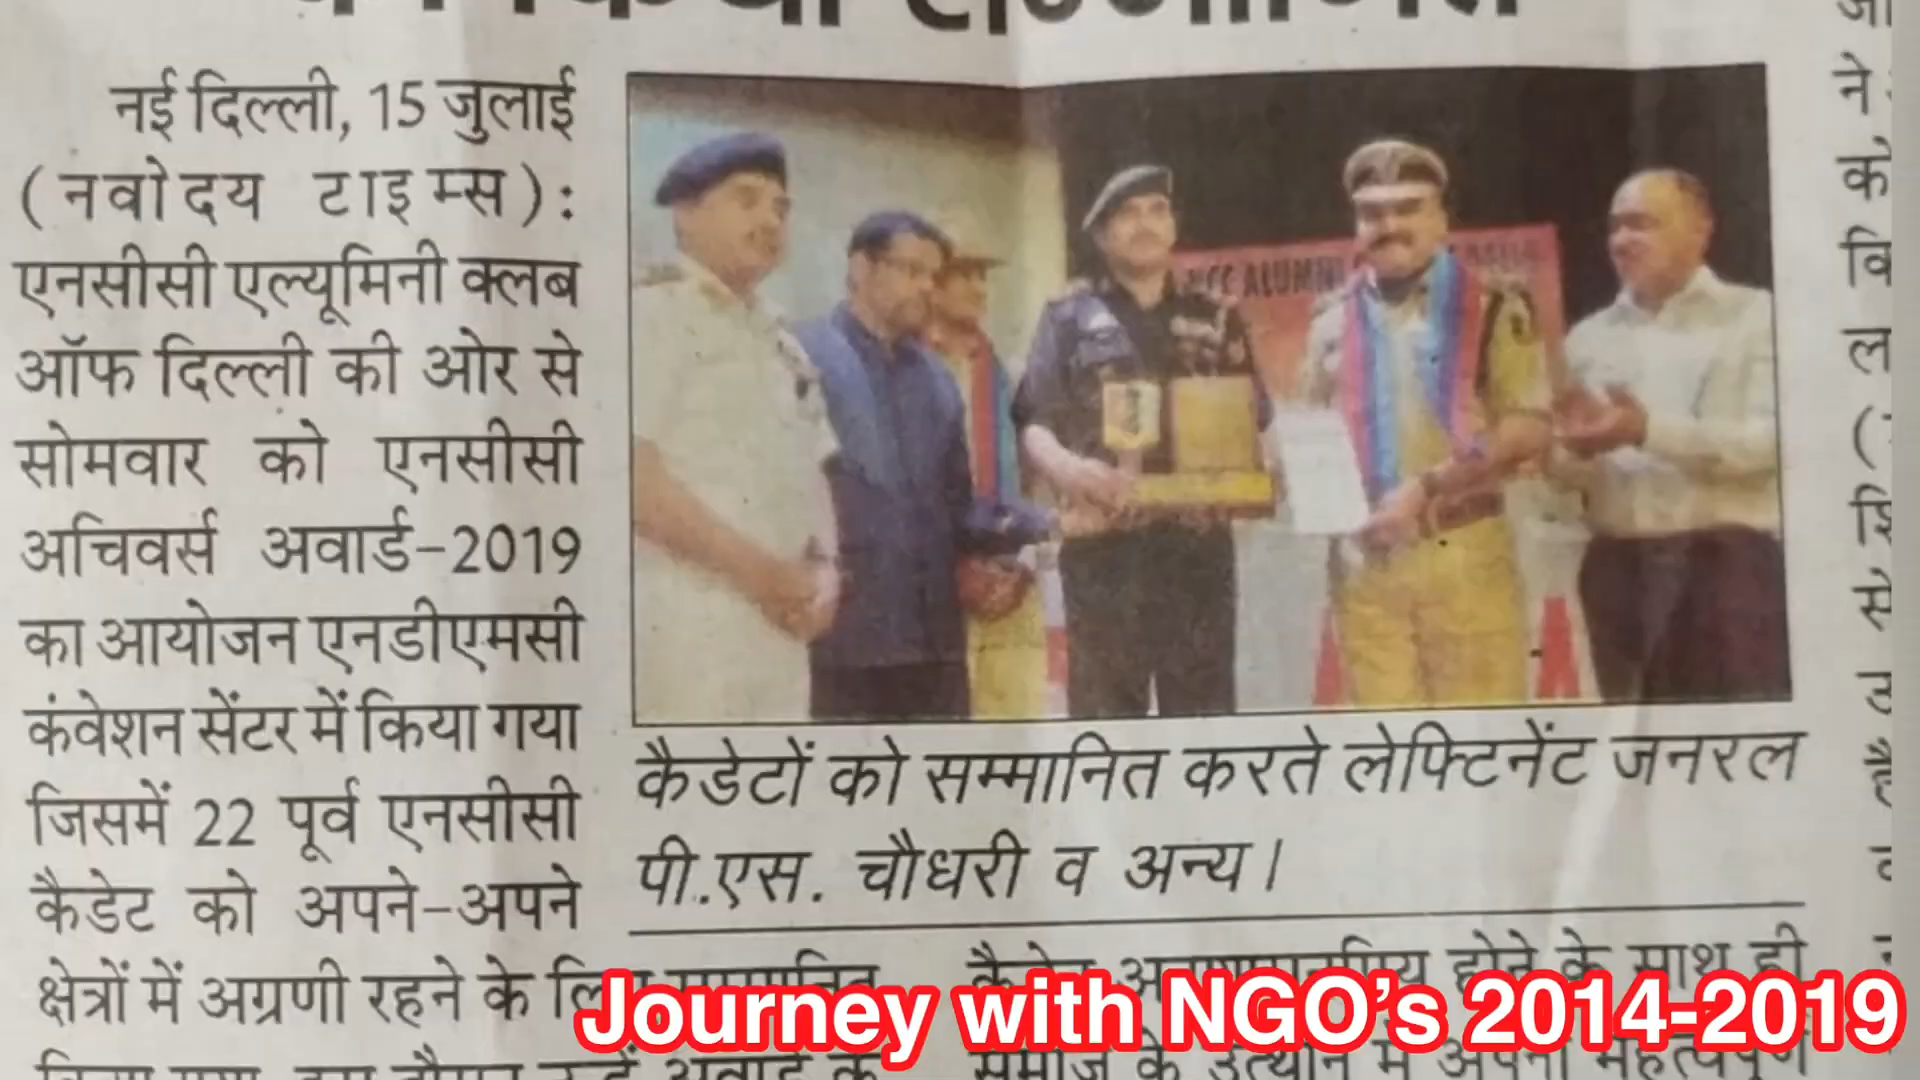 नई दिल्ली, 15 जुलाई
(नवोदय टाइम्स):
एनसीसी एल्यूमिनी क्लब
ऑफ दिल्ली की ओर से
सोमवार को एनसीसी
अचिवर्स अवार्ड-2019
का आयोजन एनडीएमसी
कंवेशन सेंटर में किया गया
जिसमें 22 पूर्व एनसीसी
कैडेट को अपने-अपने
क्षेत्रों में अग्रणी रहने के
NCC ALUMNI
कैडेटों को सम्मानित करते लेफ्टिनेंट जनरल
पी.एस. चौधरी व अन्य।
होने के साथ ही
Journey with NGO's 2014-2019